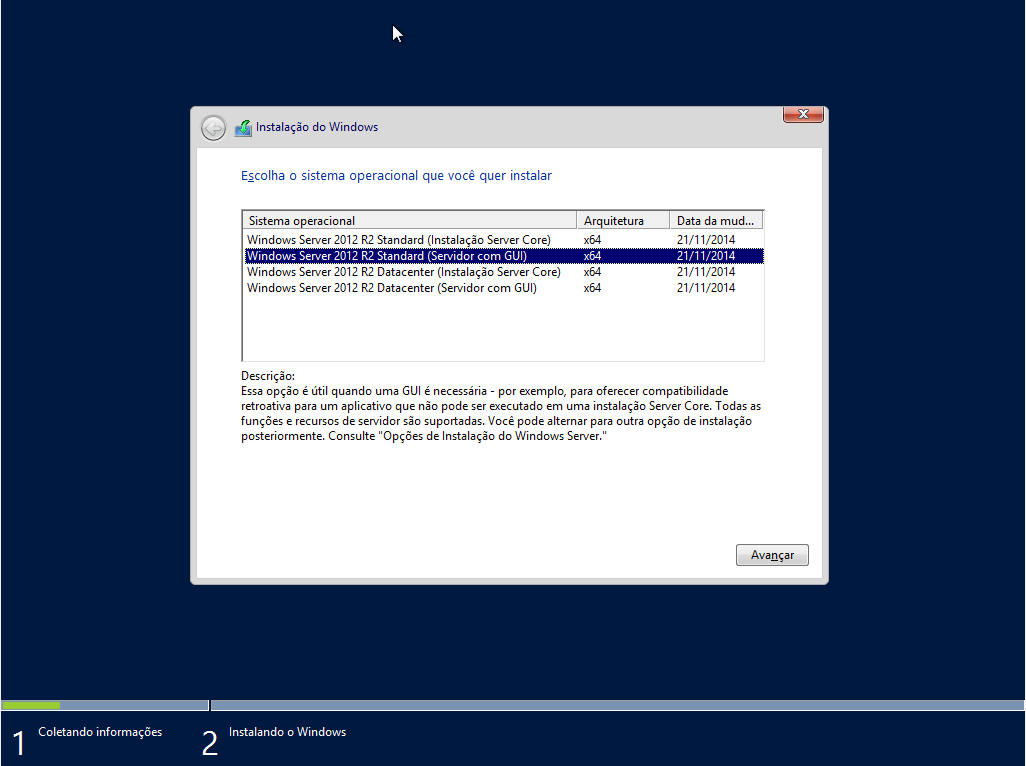 Instalação do Windows
Escolha o sistema operacional que você quer instalar
Sistema operacional Arquitetura Data da mud...
Windows Server 2012 R2 Standard (Instalação Server Core) x64 21/11/2014
Windows Server 2012 R2 Standard (Servidor com GUI) x64 21/11/2014
Windows Server 2012 R2 Datacenter (Instalação Server Core) x64 21/11/2014
Windows Server 2012 R2 Datacenter (Servidor com GUI) x64 21/11/2014
Descrição:
Essa opção é útil quando uma GUI é necessária - por exemplo, para oferecer compatibilidade
retroativa para um aplicativo que não pode ser executado em uma instalação Server Core. Todas as
funções e recursos de servidor são suportadas. Você pode alternar para outra opção de instalação
posteriormente. Consulte "Opções de Instalação do Windows Server."
Avançar
1 Coletando informações 2 Instalando o Windows